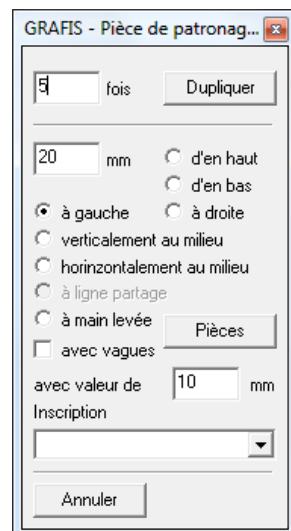 GRAFIS - Pièce de patronag...
5 fois Dupliquer
20 mm d'en haut
d'en bas
à gauche à droite
verticalement au milieu
horinzontalement au milieu
à ligne partage
à main levée
Pièces
avec vagues
avec valeur de 10 mm
Inscription
Annuler